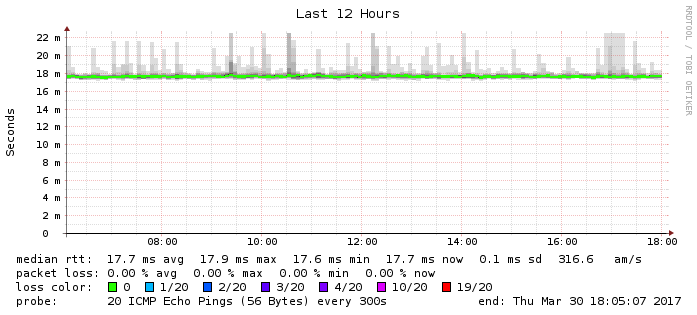 Last 12 Hours
RRDTOOL / TOBI OETIKER
Seconds
22 m
20 m
18 m
16 m
14 m
12 m
10 m
8 m
6 m
4 m
2 m
0
08:00 10:00 12:00 14:00 16:00 18:00
median rtt: 17.7 ms avg 17.9 ms max 17.6 ms min 17.7 ms now 0.1 ms sd 316.6 am/s
packet loss: 0.00 % avg 0.00 % max 0.00 % min 0.00 % now
loss color: 0 1/20 2/20 3/20 4/20 10/20 19/20
probe: 20 ICMP Echo Pings (56 Bytes) every 300s end: Thu Mar 30 18:05:07 2017